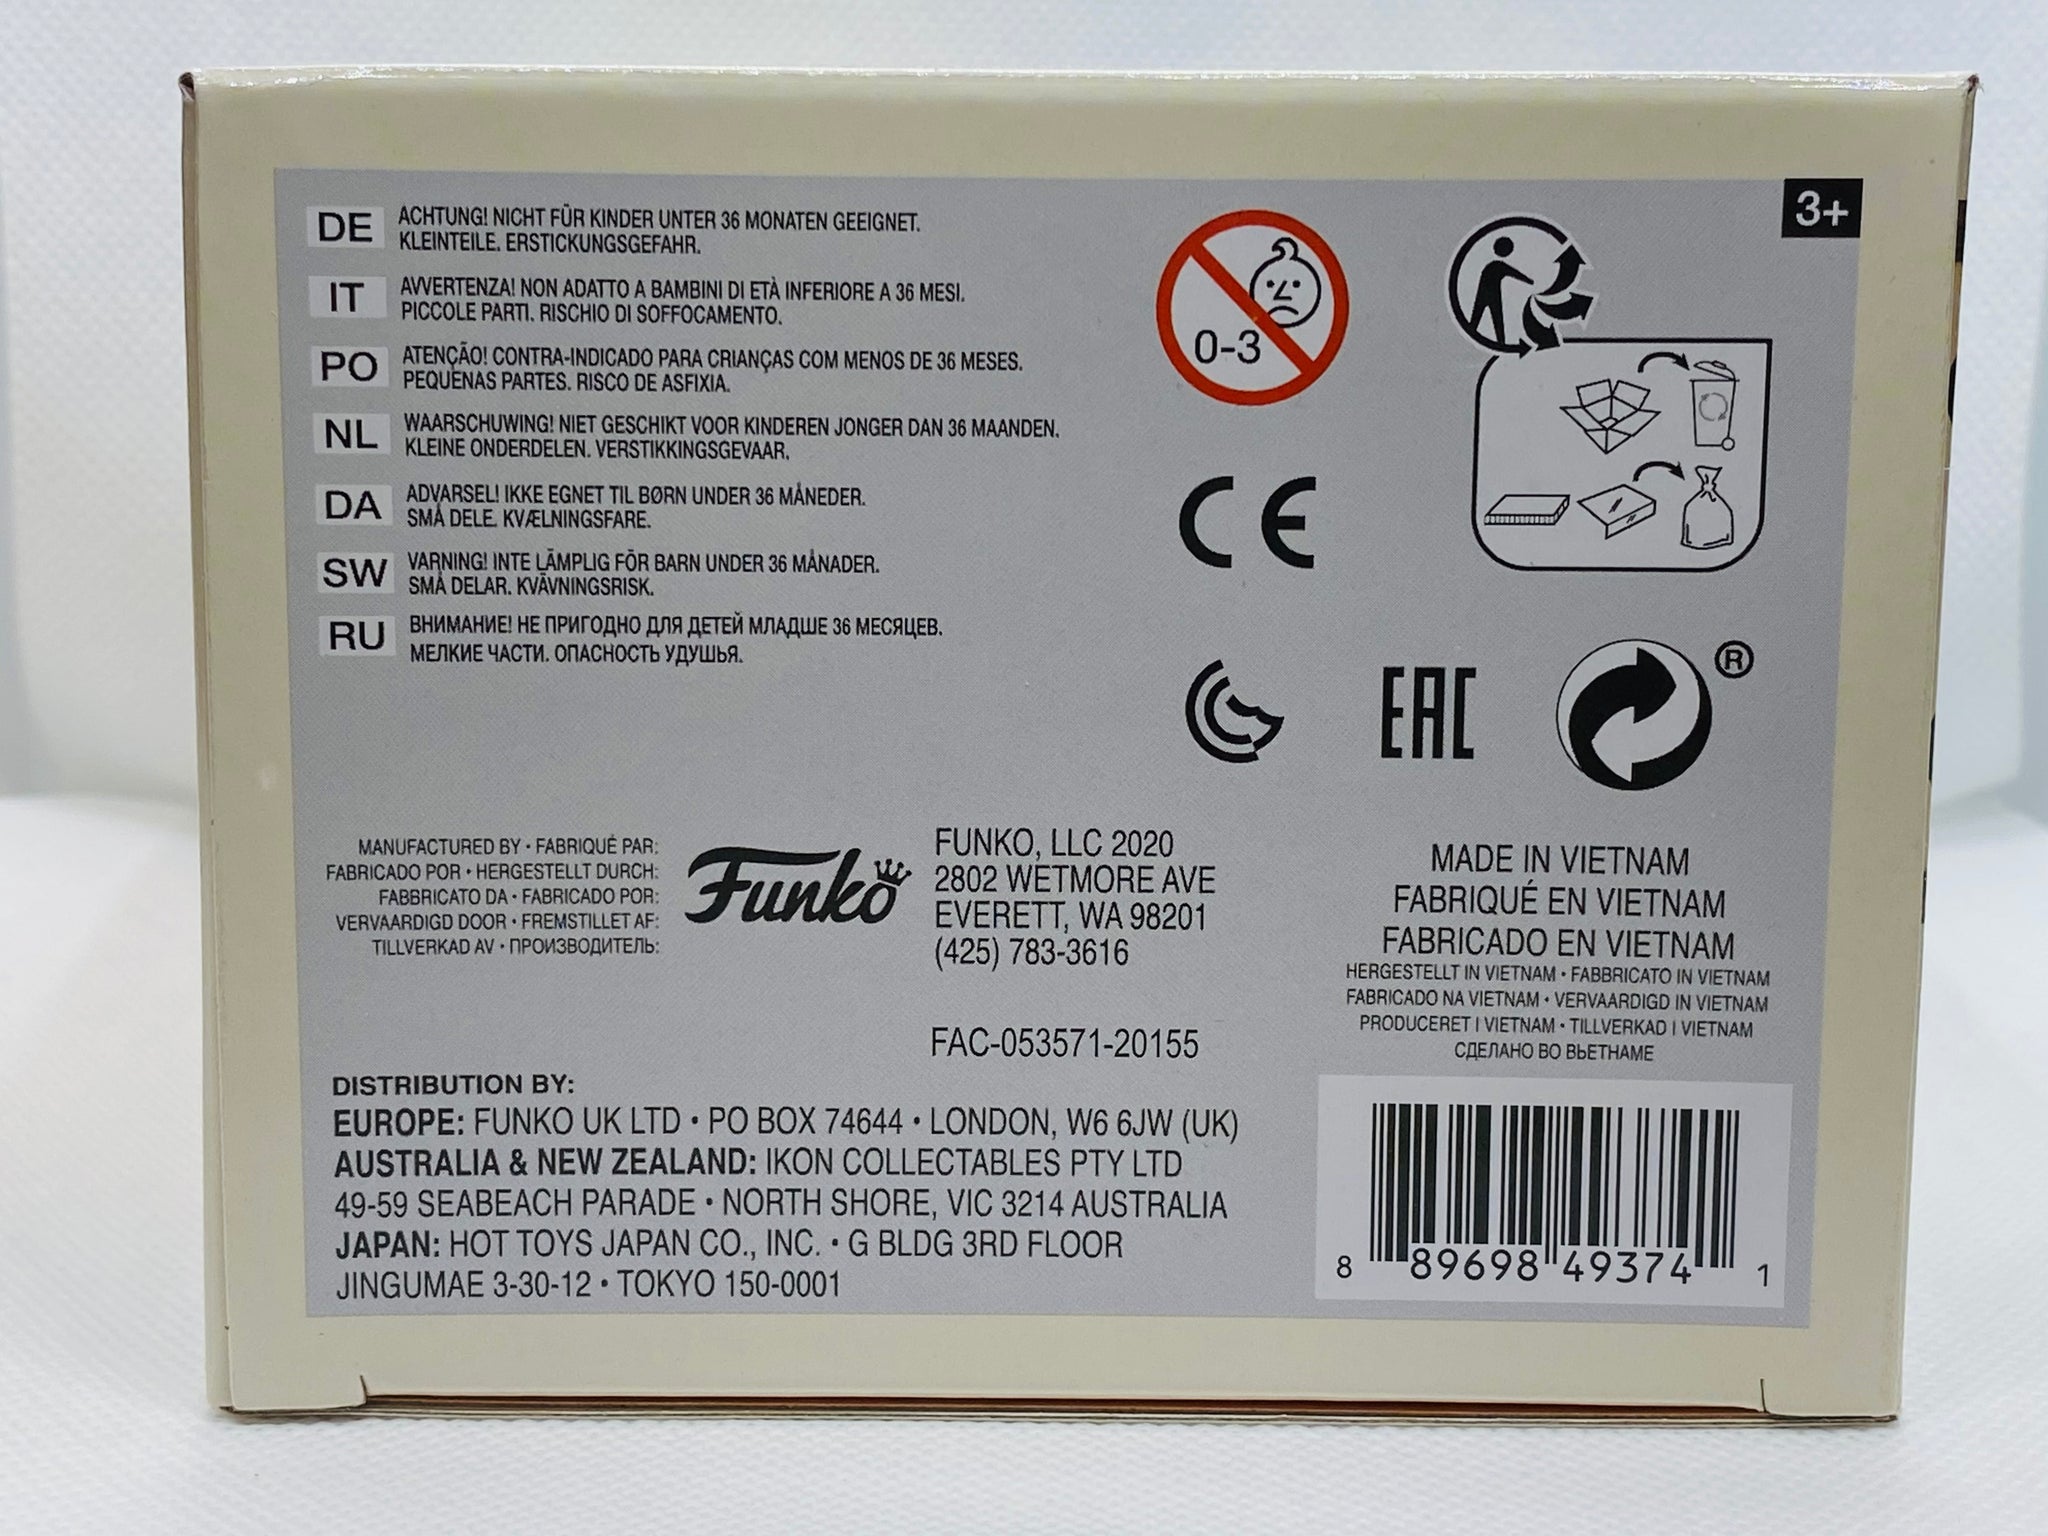 3+
DE ACHTUNG! NICHT FÜR KINDER UNTER 36 MONATEN GEEIGNET.
KLEINTEILE. ERSTICKUNGSGEFAHR.
IT AVVERTENZA! NON ADATTO A BAMBINI DI ETÀ INFERIORE A 36 MESI.
PICCOLE PARTI. RISCHIO DI SOFFOCAMENTO.
PO ATENÇÃO! CONTRA-INDICADO PARA CRIANÇAS COM MENOS DE 36 MESES.
PEQUENAS PARTES. RISCO DE ASFIXIA.
NL WAARSCHUWING! NIET GESCHIKT VOOR KINDEREN JONGER DAN 36 MAANDEN.
KLEINE ONDERDELEN. VERSTIKKINGSGEVAAR.
DA ADVARSEL! IKKE EGNET TIL BØRN UNDER 36 MÅNEDER.
SMÅ DELE. KVÆLNINGSFARE.
SW VARNING! INTE LÄMPLIG FÖR BARN UNDER 36 MÅNADER.
SMÅ DELAR. KVÄVNINGSRISK.
RU ВНИМАНИЕ! НЕ ПРИГОДНО ДЛЯ ДЕТЕЙ МЛАДШЕ 36 МЕСЯЦЕВ.
МЕЛКИЕ ЧАСТИ. ОПАСНОСТЬ УДУШЬЯ.
0-3
CE
EAC
®
MANUFACTURED BY • FABRIQUÉ PAR:
FABRICADO POR • HERGESTELLT DURCH:
FABBRICATO DA • FABRICADO POR:
VERVAARDIGD DOOR • FREMSTILLET AF:
TILLVERKAD AV • ПРОИЗВОДИТЕЛЬ:
Funko
FUNKO, LLC 2020
2802 WETMORE AVE
EVERETT, WA 98201
(425) 783-3616
FAC-053571-20155
MADE IN VIETNAM
FABRIQUÉ EN VIETNAM
FABRICADO EN VIETNAM
HERGESTELLT IN VIETNAM • FABBRICATO IN VIETNAM
FABRICADO NA VIETNAM • VERVAARDIGD IN VIETNAM
PRODUCERET I VIETNAM • TILLVERKAD I VIETNAM
СДЕЛАНО ВО ВЬЕТНАМЕ
DISTRIBUTION BY:
EUROPE: FUNKO UK LTD • PO BOX 74644 • LONDON, W6 6JW (UK)
AUSTRALIA & NEW ZEALAND: IKON COLLECTABLES PTY LTD
49-59 SEABEACH PARADE • NORTH SHORE, VIC 3214 AUSTRALIA
JAPAN: HOT TOYS JAPAN CO., INC. • G BLDG 3RD FLOOR
JINGUMAE 3-30-12 • TOKYO 150-0001
8 89698 49374 1